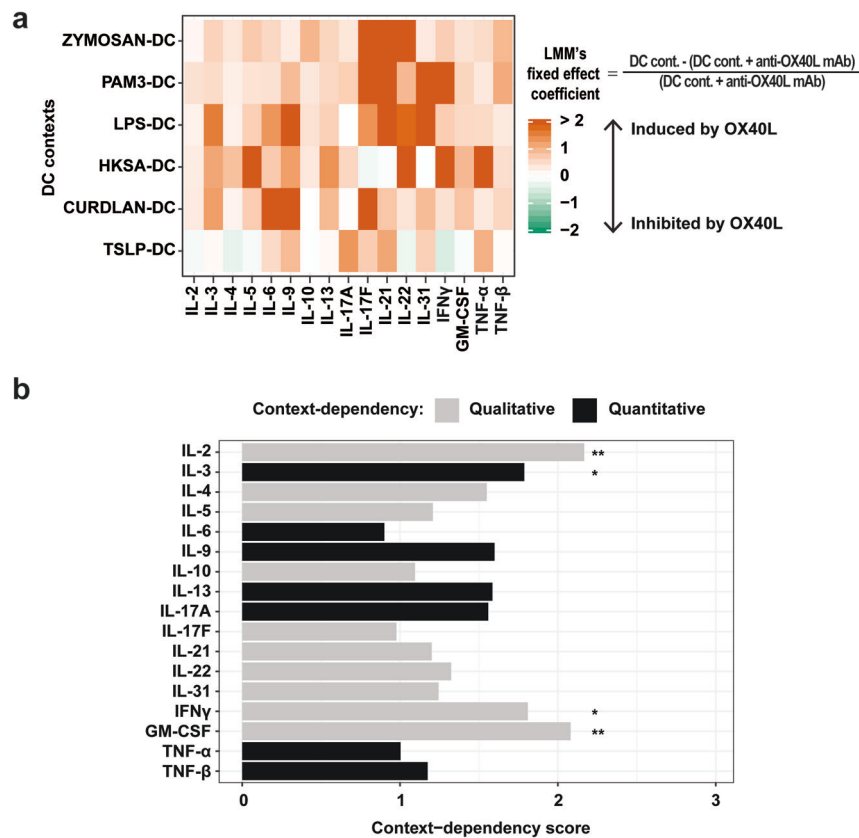 a
DC contexts
ZYMOSAN-DC
PAM3-DC
LPS-DC
HKSA-DC
CURDLAN-DC
TSLP-DC
IL-2
IL-3
IL-4
IL-5
IL-6
IL-9
IL-10
IL-13
IL-17A
IL-17F
IL-21
IL-22
IL-31
IFNγ
GM-CSF
TNF-α
TNF-β
LMM's
fixed effect
coefficient
=
DC cont. - (DC cont. + anti-OX40L mAb)
(DC cont. + anti-OX40L mAb)
> 2
1
0
−1
−2
Induced by OX40L
Inhibited by OX40L
b
Context-dependency: Qualitative Quantitative
IL-2 **
IL-3 *
IL-4
IL-5
IL-6
IL-9
IL-10
IL-13
IL-17A
IL-17F
IL-21
IL-22
IL-31
IFNγ *
GM-CSF **
TNF-α
TNF-β
0 1 2 3
Context−dependency score